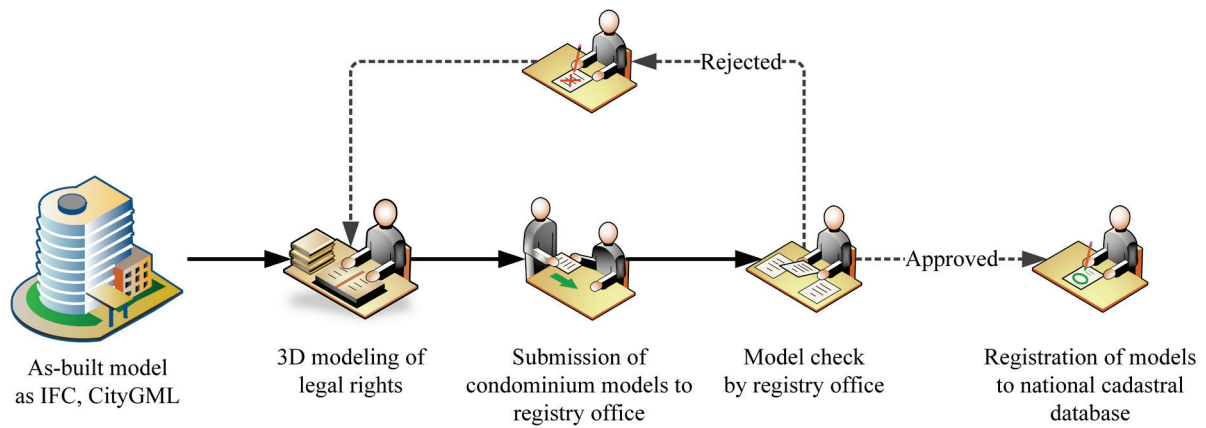 Rejected
Approved
As-built model
as IFC, CityGML
3D modeling of
legal rights
Submission of
condominium models to
registry office
Model check
by registry office
Registration of models
to national cadastral
database